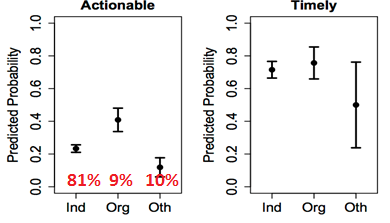 Actionable
Predicted Probability
1.0
0.8
0.6
0.4
0.2
0.0
81% 9% 10%
Ind Org Oth
Timely
Predicted Probability
1.0
0.8
0.6
0.4
0.2
0.0
Ind Org Oth